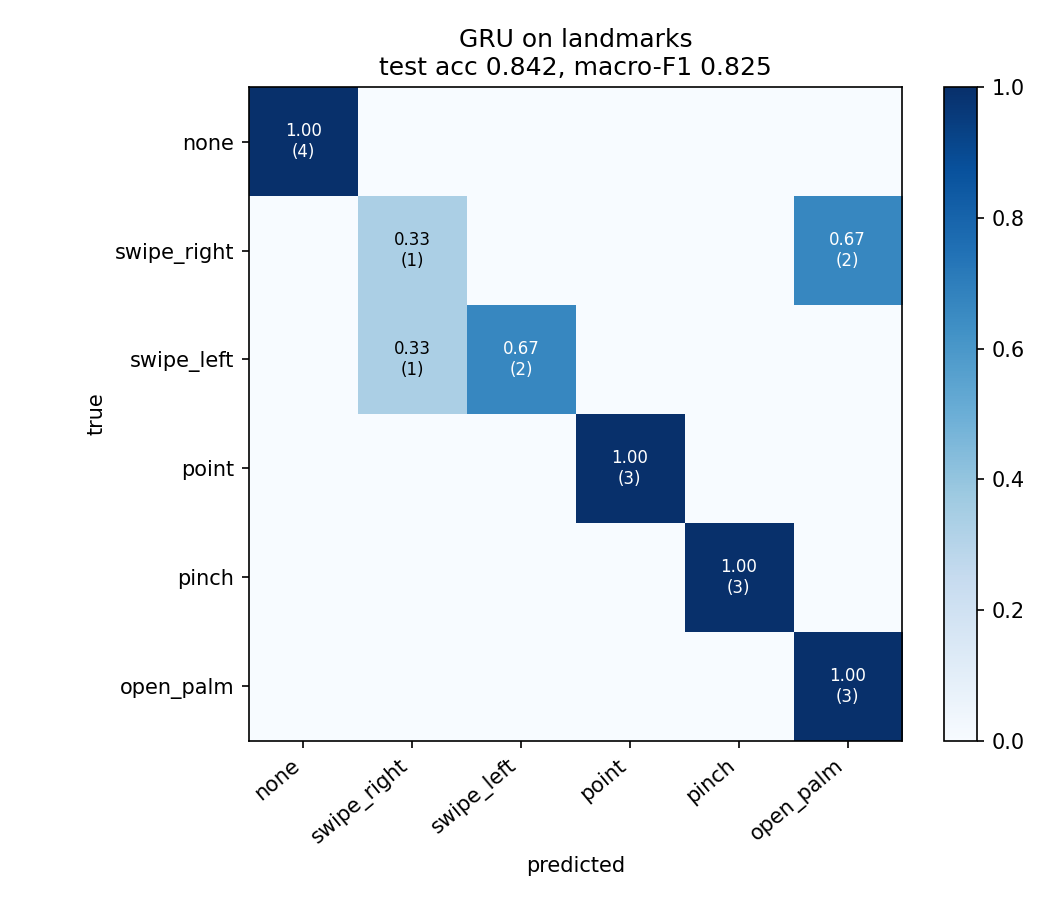 GRU on landmarks
test acc 0.842, macro-F1 0.825
none
1.00
(4)
swipe_right
0.33
(1)
0.67
(2)
swipe_left
0.33
(1)
0.67
(2)
point
1.00
(3)
pinch
1.00
(3)
open_palm
1.00
(3)
true
none
swipe_right
swipe_left
point
pinch
open_palm
predicted
1.0
0.8
0.6
0.4
0.2
0.0